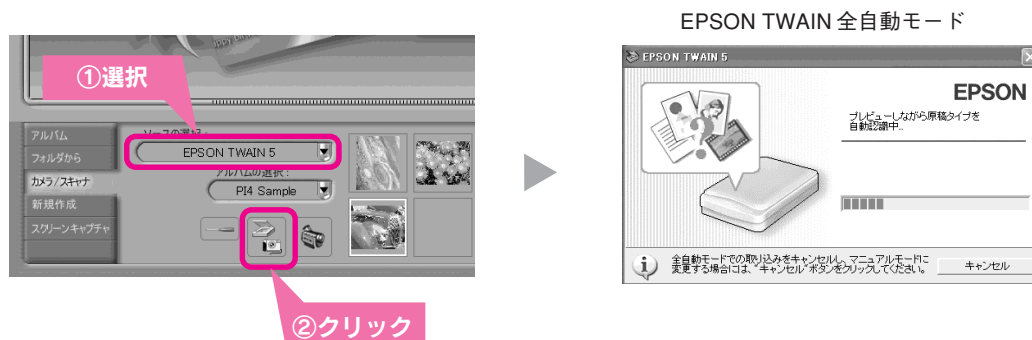 EPSON TWAIN 全自動モード
①選択
アルバム
フォルダから
カメラ/スキャナ
新規作成
スクリーンキャプチャ
ソースの選択：
EPSON TWAIN 5
アルバムの選択：
PI4 Sample
②クリック
EPSON TWAIN 5
EPSON
プレビューしながら原稿タイプを
自動認識中...
全自動モードでの取り込みをキャンセルし、マニュアルモードに
変更する場合には、"キャンセル"ボタンをクリックしてください。
キャンセル